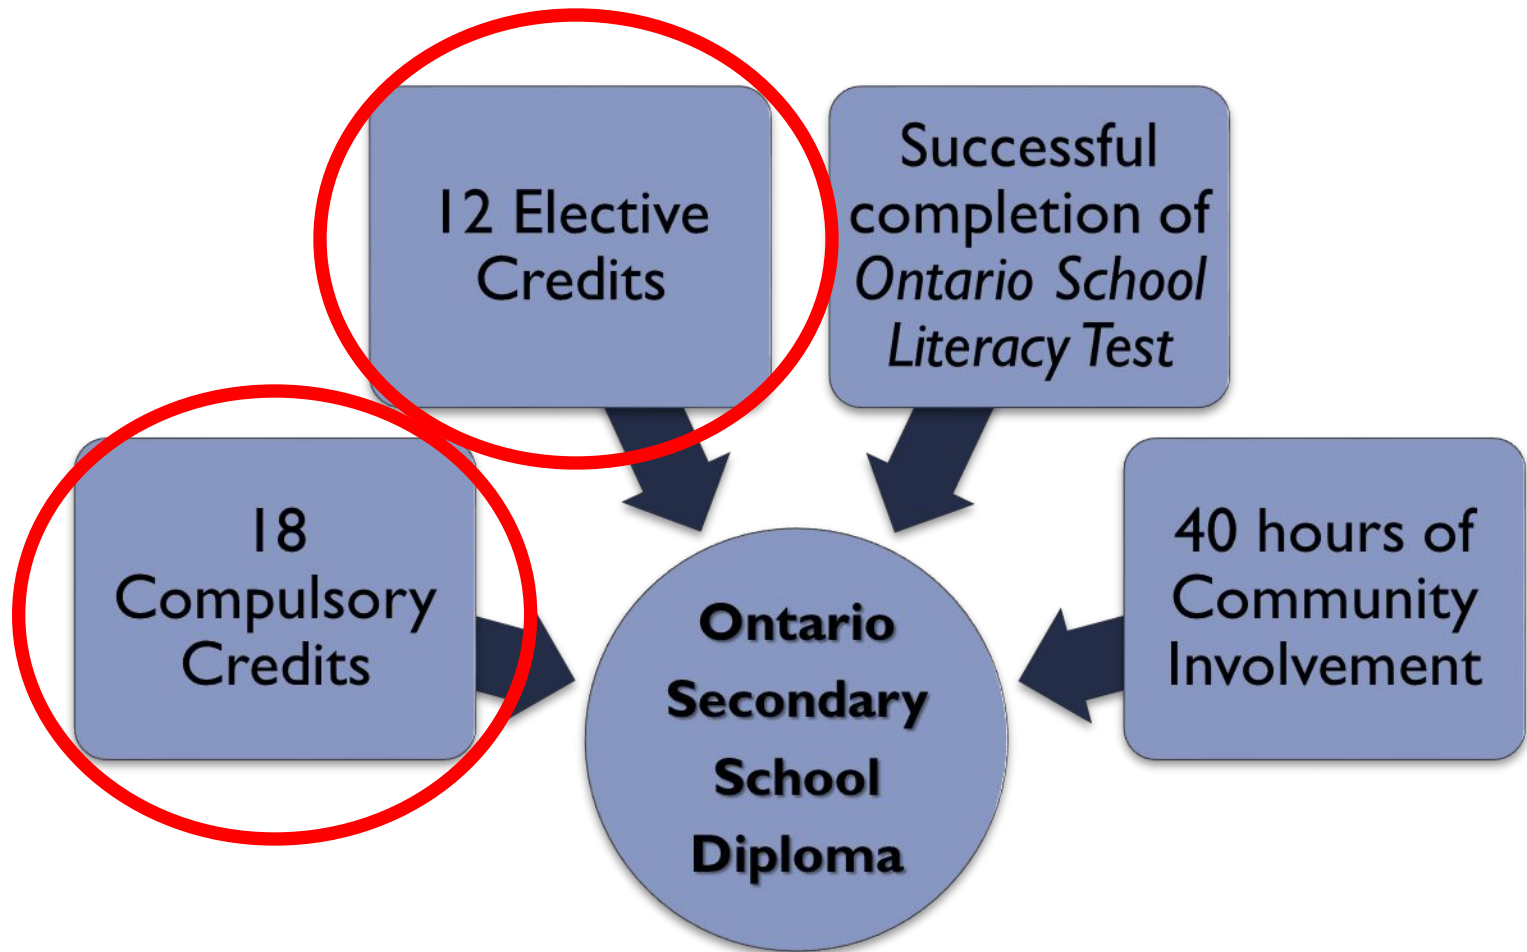 12 Elective
Credits
Successful
completion of
Ontario School
Literacy Test
18
Compulsory
Credits
40 hours of
Community
Involvement
Ontario
Secondary
School
Diploma